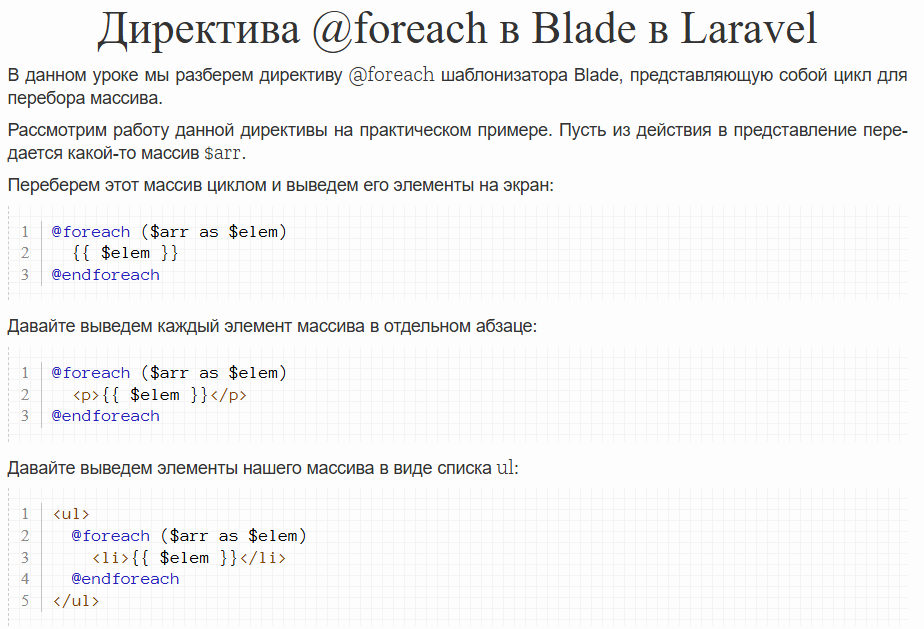 Директива @foreach в Blade в Laravel
В данном уроке мы разберем директиву @foreach шаблонизатора Blade, представляющую собой цикл для
перебора массива.
Рассмотрим работу данной директивы на практическом примере. Пусть из действия в представление пере-
дается какой-то массив $arr.
Переберем этот массив циклом и выведем его элементы на экран:
1 @foreach ($arr as $elem)
2 {{ $elem }}
3 @endforeach
Давайте выведем каждый элемент массива в отдельном абзаце:
1 @foreach ($arr as $elem)
2 <p>{{ $elem }}</p>
3 @endforeach
Давайте выведем элементы нашего массива в виде списка ul:
1 <ul>
2 @foreach ($arr as $elem)
3 <li>{{ $elem }}</li>
4 @endforeach
5 </ul>